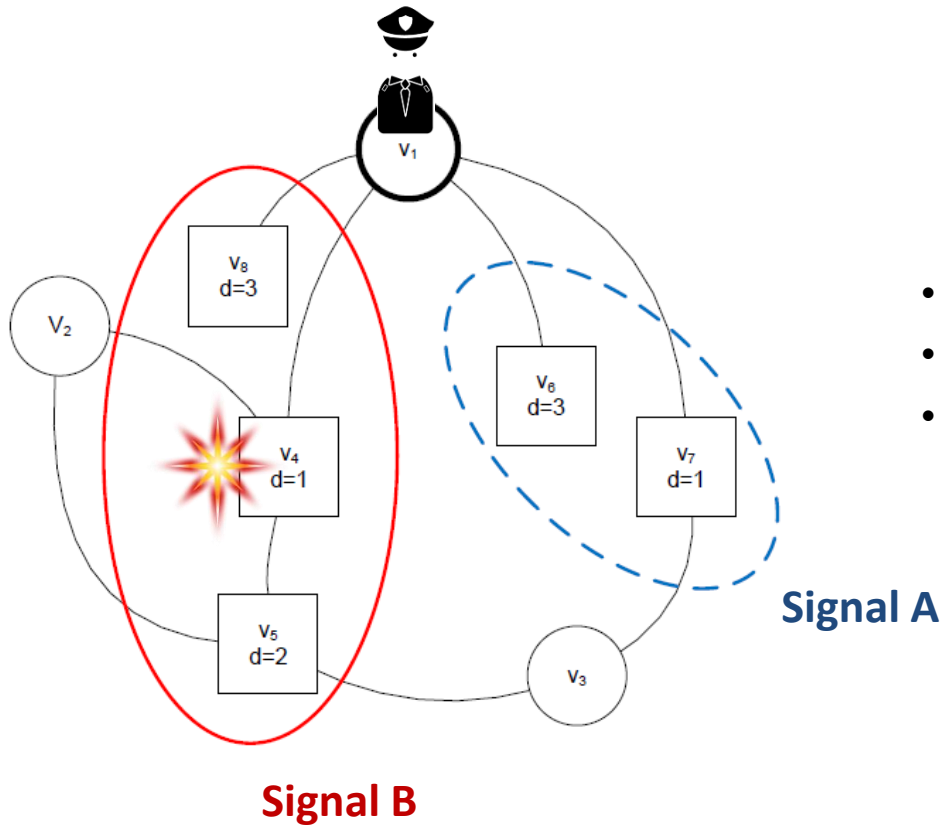 v₁
v₈
d=3
V₂
v₆
d=3
v₄
d=1
v₇
d=1
Signal A
v₅
d=2
v₃
Signal B